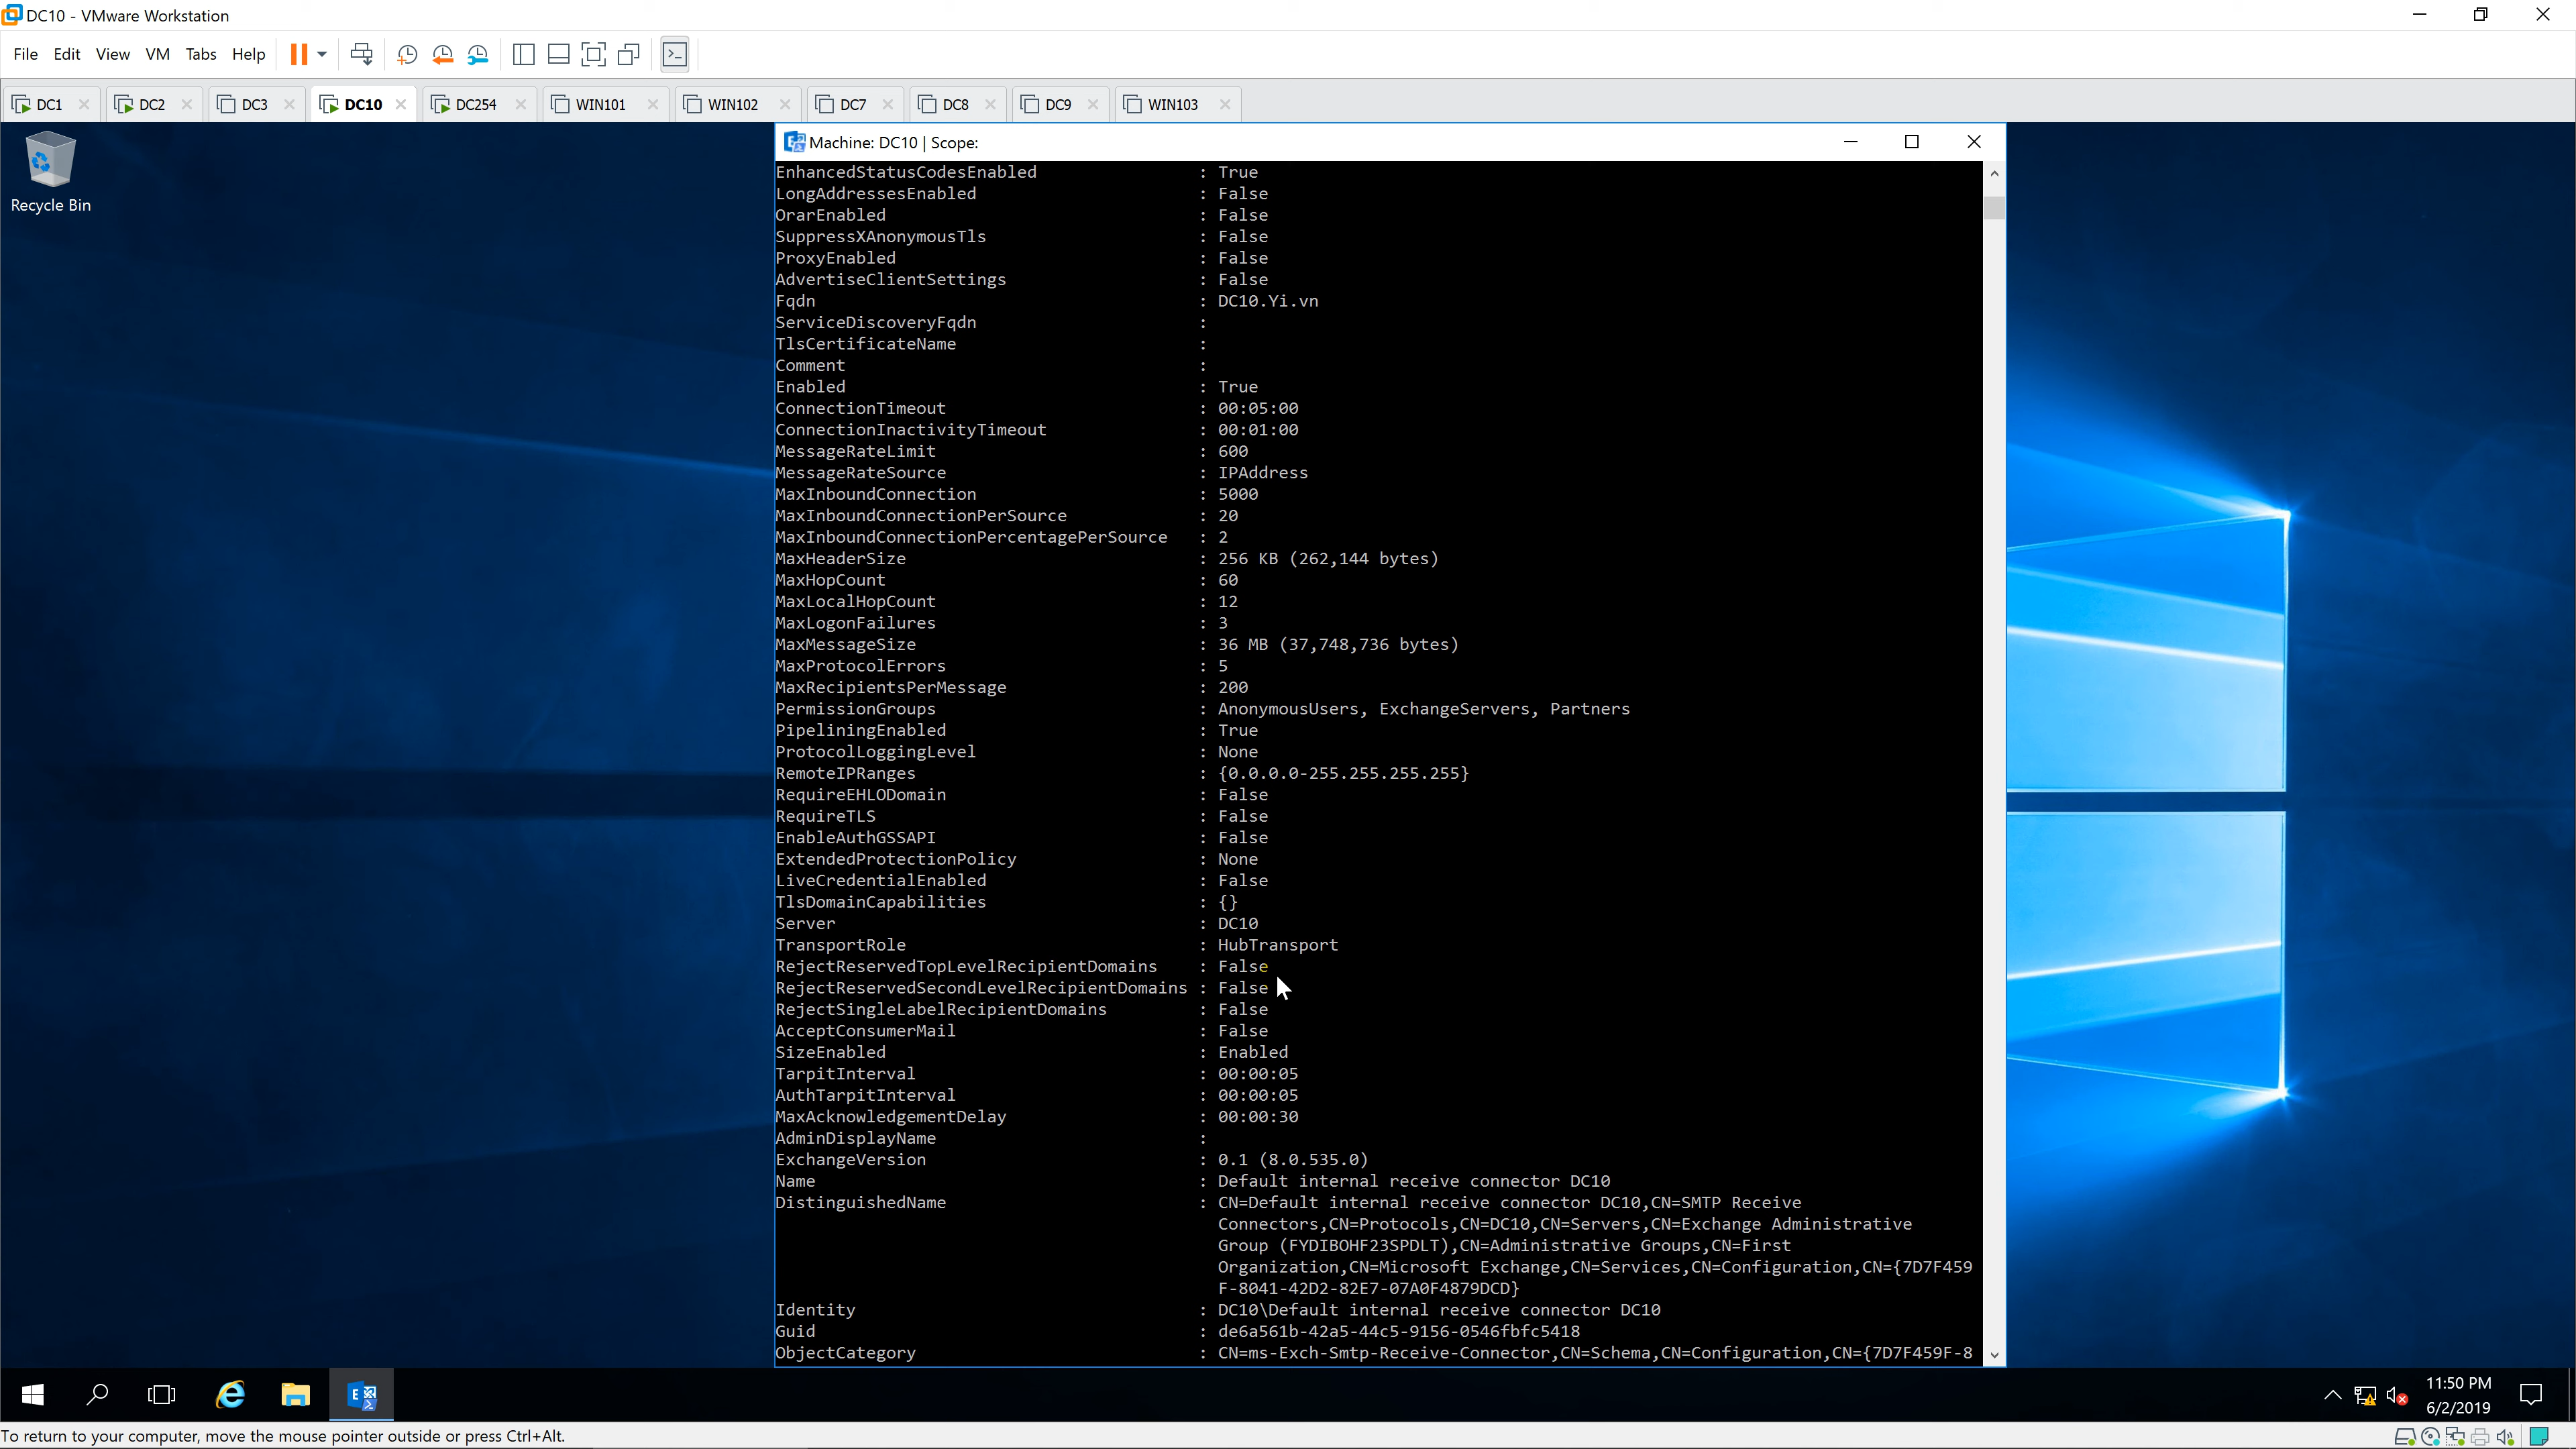 DC10 - VMware Workstation
File Edit View VM Tabs Help
DC1 DC2 DC3 DC10 DC254 WIN101 WIN102 DC7 DC8 DC9 WIN103
Recycle Bin
Machine: DC10 | Scope:
EnhancedStatusCodesEnabled : True
LongAddressesEnabled : False
OrarEnabled : False
SuppressXAnonymousTls : False
ProxyEnabled : False
AdvertiseClientSettings : False
Fqdn : DC10.Yi.vn
ServiceDiscoveryFqdn :
TlsCertificateName :
Comment :
Enabled : True
ConnectionTimeout : 00:05:00
ConnectionInactivityTimeout : 00:01:00
MessageRateLimit : 600
MessageRateSource : IPAddress
MaxInboundConnection : 5000
MaxInboundConnectionPerSource : 20
MaxInboundConnectionPercentagePerSource : 2
MaxHeaderSize : 256 KB (262,144 bytes)
MaxHopCount : 60
MaxLocalHopCount : 12
MaxLogonFailures : 3
MaxMessageSize : 36 MB (37,748,736 bytes)
MaxProtocolErrors : 5
MaxRecipientsPerMessage : 200
PermissionGroups : AnonymousUsers, ExchangeServers, Partners
PipeliningEnabled : True
ProtocolLoggingLevel : None
RemoteIPRanges : {0.0.0.0-255.255.255.255}
RequireEHLODomain : False
RequireTLS : False
EnableAuthGSSAPI : False
ExtendedProtectionPolicy : None
LiveCredentialEnabled : False
TlsDomainCapabilities : {}
Server : DC10
TransportRole : HubTransport
RejectReservedTopLevelRecipientDomains : False
RejectReservedSecondLevelRecipientDomains : False
RejectSingleLabelRecipientDomains : False
AcceptConsumerMail : False
SizeEnabled : Enabled
TarpitInterval : 00:00:05
AuthTarpitInterval : 00:00:05
MaxAcknowledgementDelay : 00:00:30
AdminDisplayName :
ExchangeVersion : 0.1 (8.0.535.0)
Name : Default internal receive connector DC10
DistinguishedName : CN=Default internal receive connector DC10,CN=SMTP Receive
Connectors,CN=Protocols,CN=DC10,CN=Servers,CN=Exchange Administrative
Group (FYDIBOHF23SPDLT),CN=Administrative Groups,CN=First
Organization,CN=Microsoft Exchange,CN=Services,CN=Configuration,CN={7D7F459
F-8041-42D2-82E7-07A0F4879DCD}
Identity : DC10\Default internal receive connector DC10
Guid : de6a561b-42a5-44c5-9156-0546fbfc5418
ObjectCategory : CN=ms-Exch-Smtp-Receive-Connector,CN=Schema,CN=Configuration,CN={7D7F459F-8
11:50 PM
6/2/2019
To return to your computer, move the mouse pointer outside or press Ctrl+Alt.